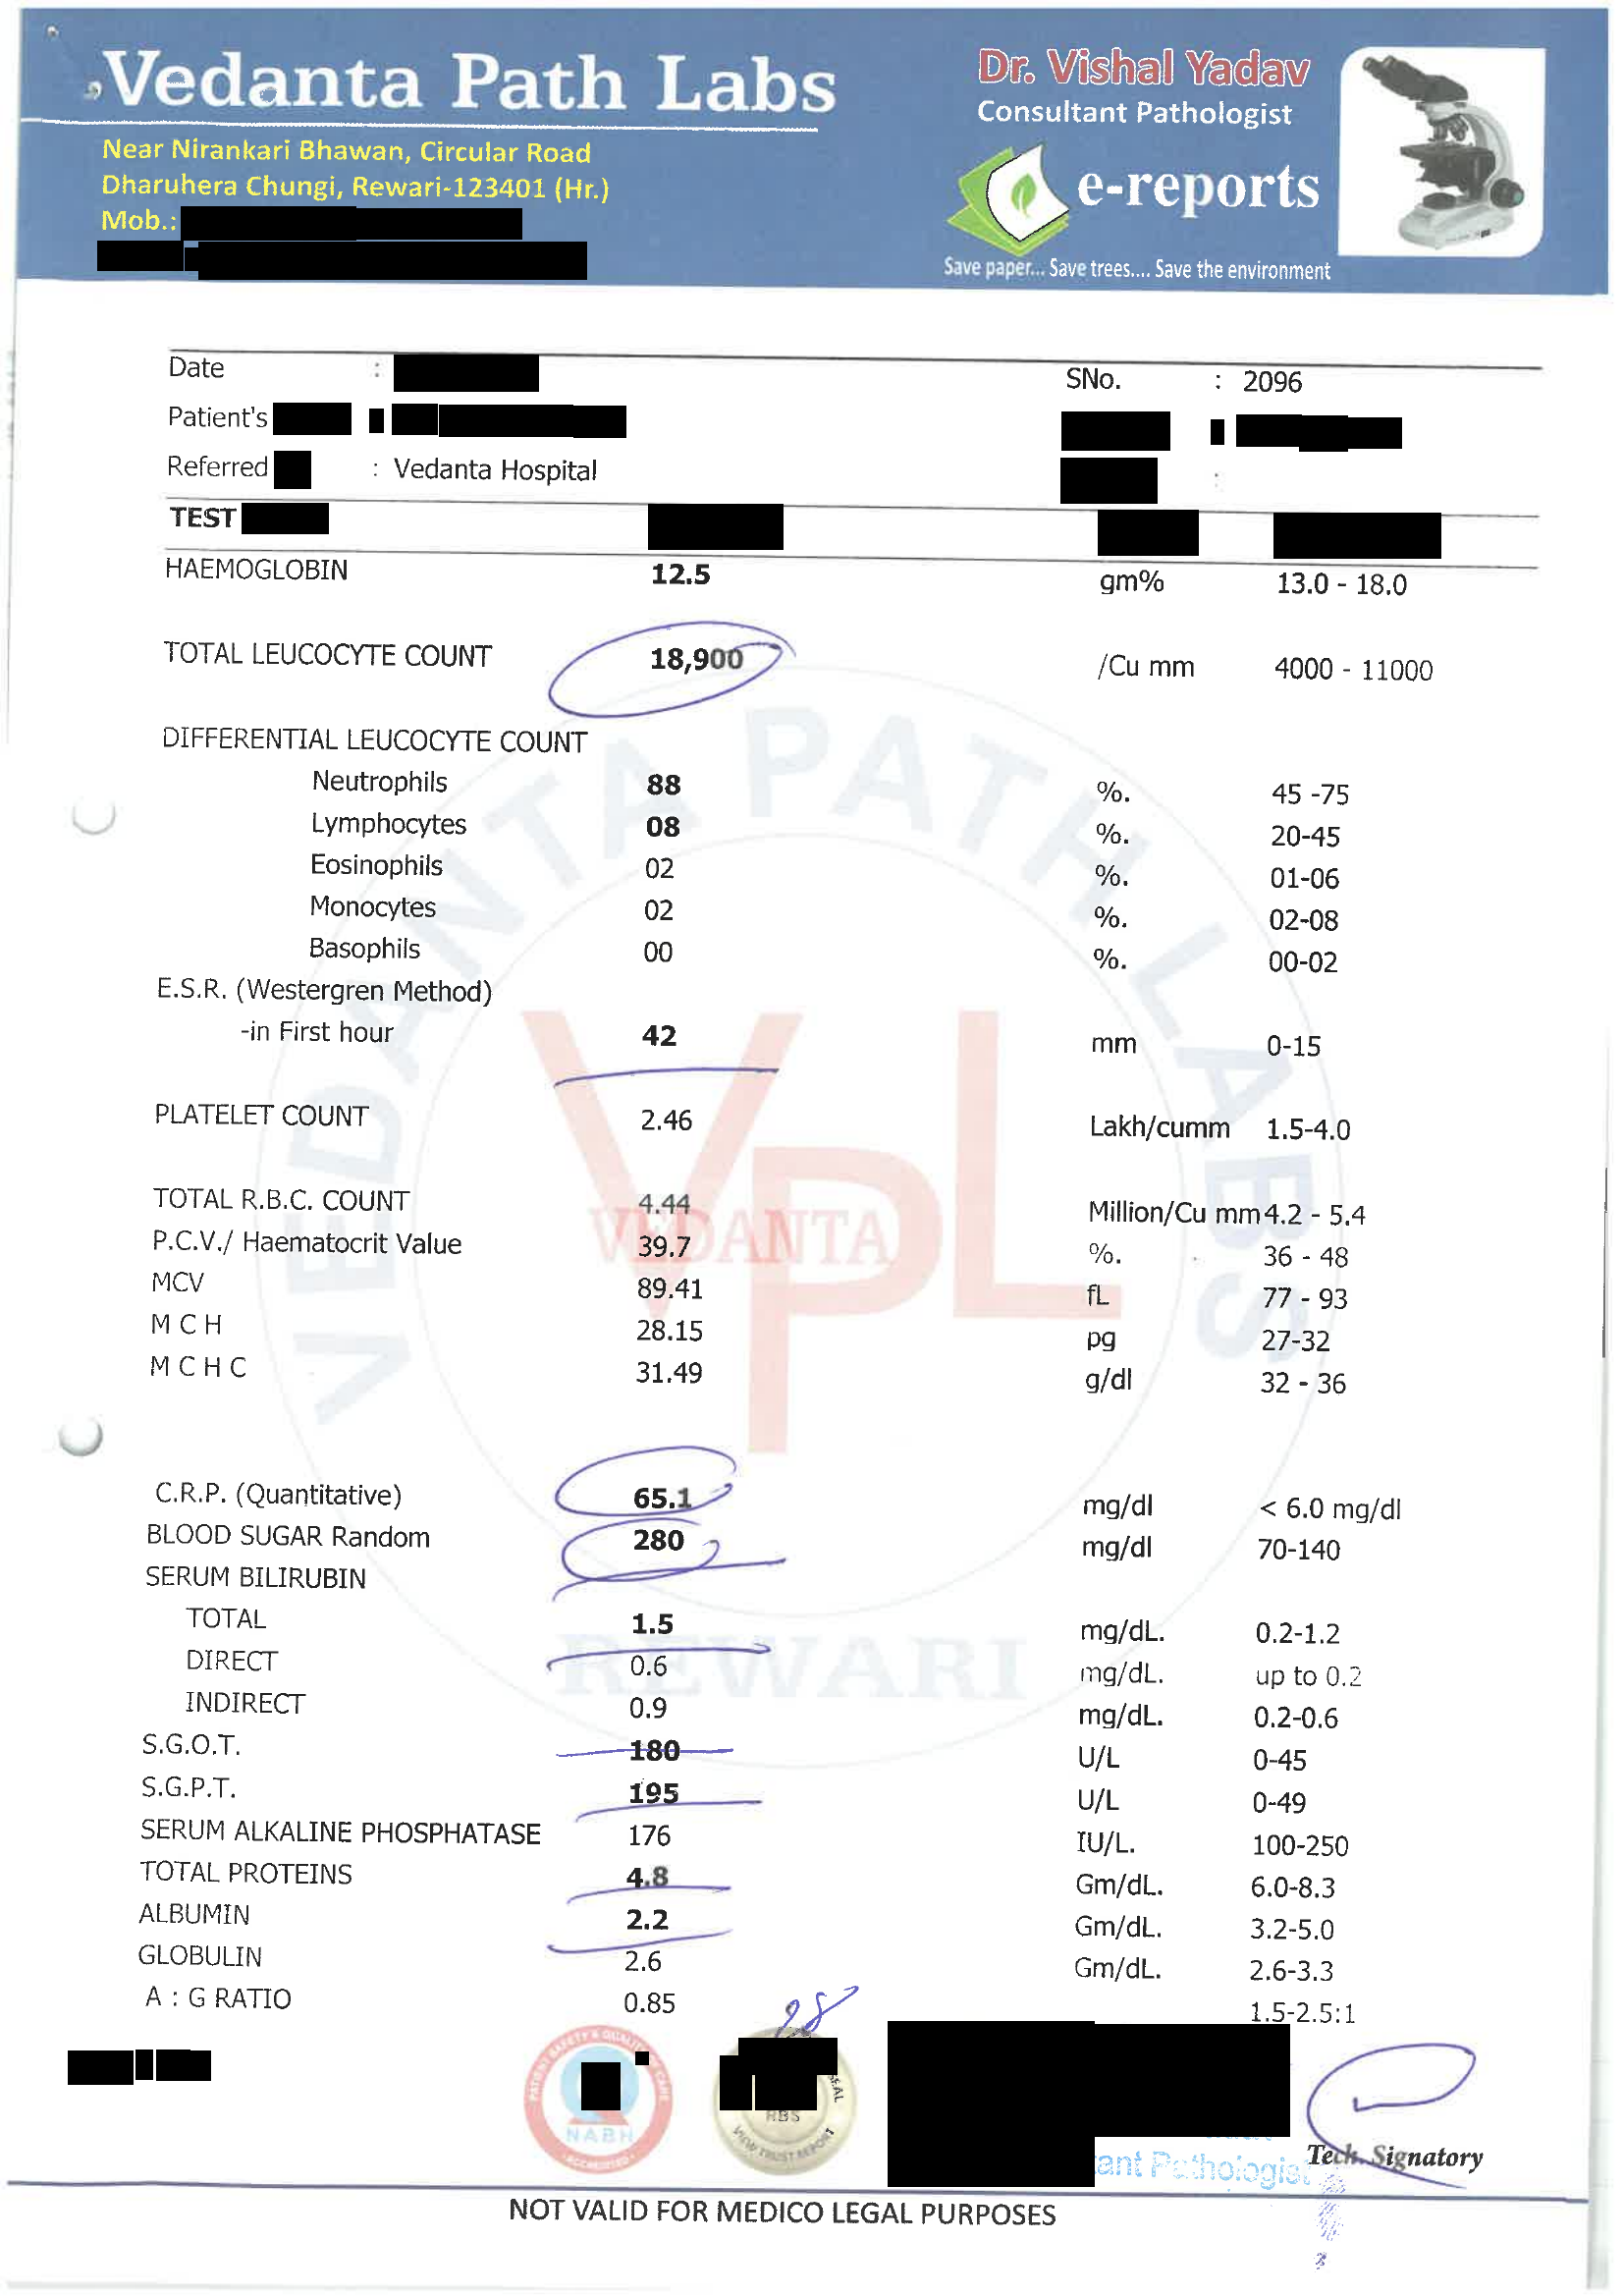 Vedanta Path Labs
Near Nirankari Bhawan, Circular Road
Dharuhera Chungi, Rewari-123401 (Hr.)
Mob.:
Dr. Vishal Yadav
Consultant Pathologist
e-reports
Save paper... Save trees.... Save the environment
Date :
SNo. : 2096
Patient's
Referred : Vedanta Hospital
TEST
HAEMOGLOBIN 12.5 gm% 13.0 - 18.0
TOTAL LEUCOCYTE COUNT 18,900 /Cu mm 4000 - 11000
DIFFERENTIAL LEUCOCYTE COUNT
Neutrophils 88 %. 45 -75
Lymphocytes 08 %. 20-45
Eosinophils 02 %. 01-06
Monocytes 02 %. 02-08
Basophils 00 %. 00-02
E.S.R. (Westergren Method)
-in First hour 42 mm 0-15
PLATELET COUNT 2.46 Lakh/cumm 1.5-4.0
TOTAL R.B.C. COUNT 4.44 Million/Cu mm 4.2 - 5.4
P.C.V./ Haematocrit Value 39.7 %. 36 - 48
MCV 89.41 fL 77 - 93
M C H 28.15 pg 27-32
M C H C 31.49 g/dl 32 - 36
C.R.P. (Quantitative) 65.1 mg/dl < 6.0 mg/dl
BLOOD SUGAR Random 280 mg/dl 70-140
SERUM BILIRUBIN
TOTAL 1.5 mg/dL. 0.2-1.2
DIRECT 0.6 mg/dL. up to 0.2
INDIRECT 0.9 mg/dL. 0.2-0.6
S.G.O.T. 180 U/L 0-45
S.G.P.T. 195 U/L 0-49
SERUM ALKALINE PHOSPHATASE 176 IU/L. 100-250
TOTAL PROTEINS 4.8 Gm/dL. 6.0-8.3
ALBUMIN 2.2 Gm/dL. 3.2-5.0
GLOBULIN 2.6 Gm/dL. 2.6-3.3
A : G RATIO 0.85 1.5-2.5:1
VEDANTA PATH LABS
VPL
VEDANTA
REWARI
NABH
VIEW TRUST REPORT
ant Pathologist
Tech. Signatory
NOT VALID FOR MEDICO LEGAL PURPOSES